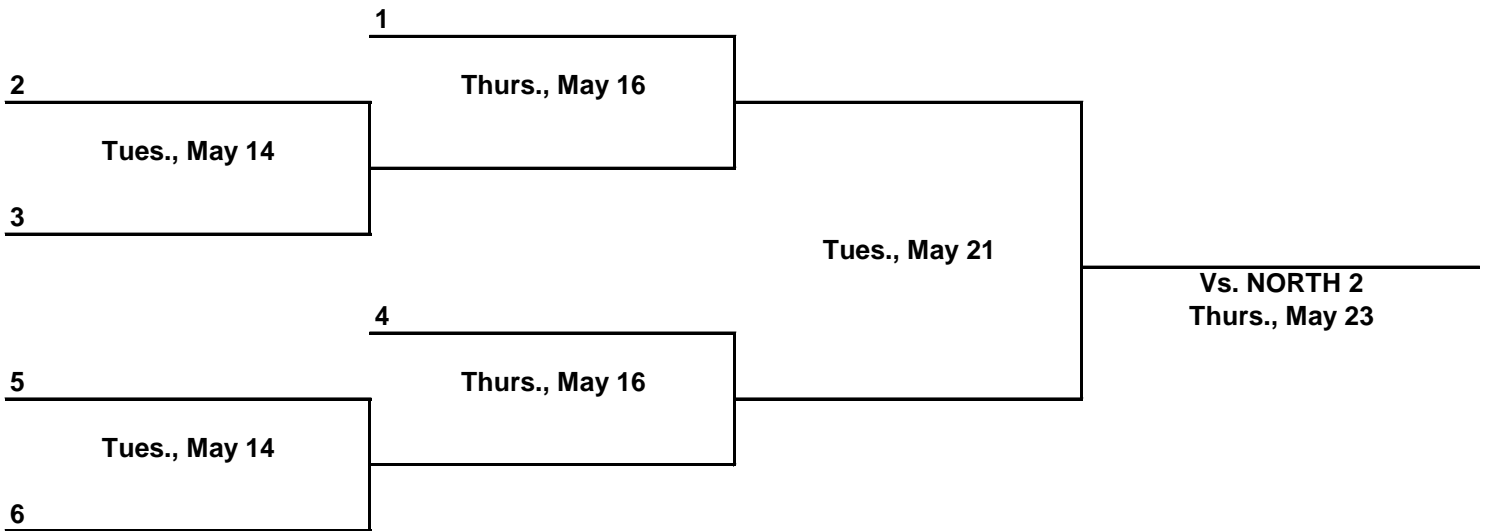 1
2
Thurs., May 16
Tues., May 14
3
Tues., May 21
Vs. NORTH 2
Thurs., May 23
4
5
Thurs., May 16
Tues., May 14
6